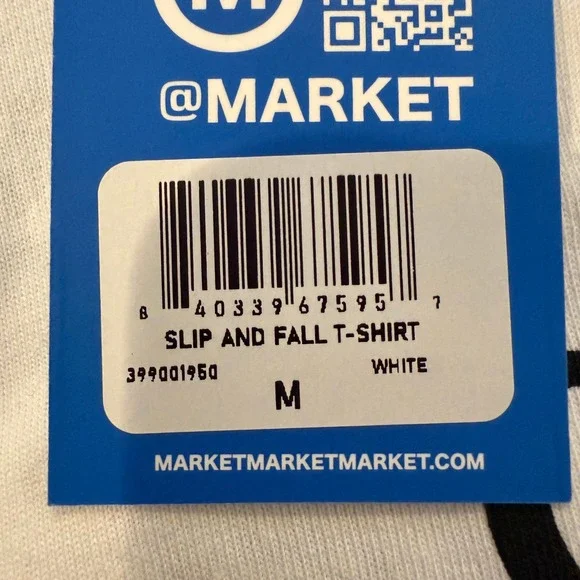 M
@MARKET
8 40339 67595 7
SLIP AND FALL T-SHIRT
399001950 WHITE
M
MARKETMARKETMARKET.COM